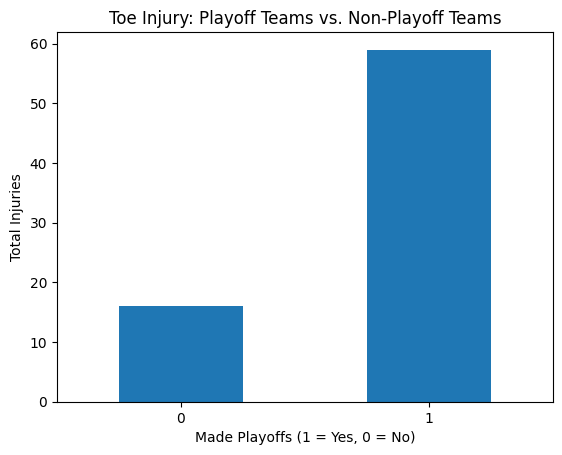 Toe Injury: Playoff Teams vs. Non-Playoff Teams
60
50
40
30
20
10
0
Total Injuries
0 1
Made Playoffs (1 = Yes, 0 = No)